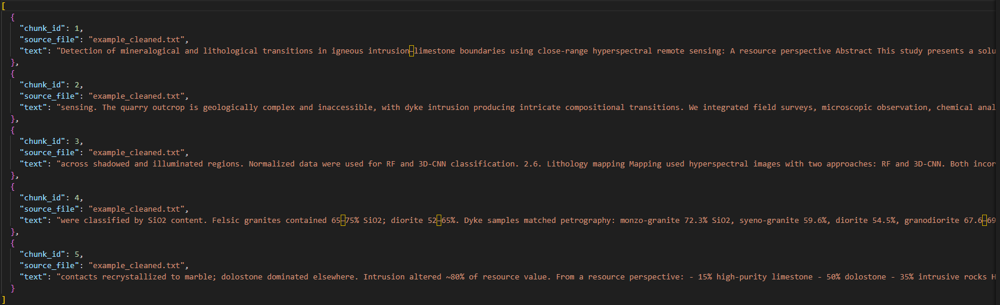 [
{
"chunk_id": 1,
"source_file": "example_cleaned.txt",
"text": "Detection of mineralogical and lithological transitions in igneous intrusion–limestone boundaries using close-range hyperspectral remote sensing: A resource perspective Abstract This study presents a solu
},
{
"chunk_id": 2,
"source_file": "example_cleaned.txt",
"text": "sensing. The quarry outcrop is geologically complex and inaccessible, with dyke intrusion producing intricate compositional transitions. We integrated field surveys, microscopic observation, chemical anal
},
{
"chunk_id": 3,
"source_file": "example_cleaned.txt",
"text": "across shadowed and illuminated regions. Normalized data were used for RF and 3D-CNN classification. 2.6. Lithology mapping Mapping used hyperspectral images with two approaches: RF and 3D-CNN. Both incor
},
{
"chunk_id": 4,
"source_file": "example_cleaned.txt",
"text": "were classified by SiO2 content. Felsic granites contained 65–75% SiO2; diorite 52–65%. Dyke samples matched petrography: monzo-granite 72.3% SiO2, syeno-granite 59.6%, diorite 54.5%, granodiorite 67.6–69
},
{
"chunk_id": 5,
"source_file": "example_cleaned.txt",
"text": "contacts recrystallized to marble; dolostone dominated elsewhere. Intrusion altered ~80% of resource value. From a resource perspective: - 15% high-purity limestone - 50% dolostone - 35% intrusive rocks H
}
]